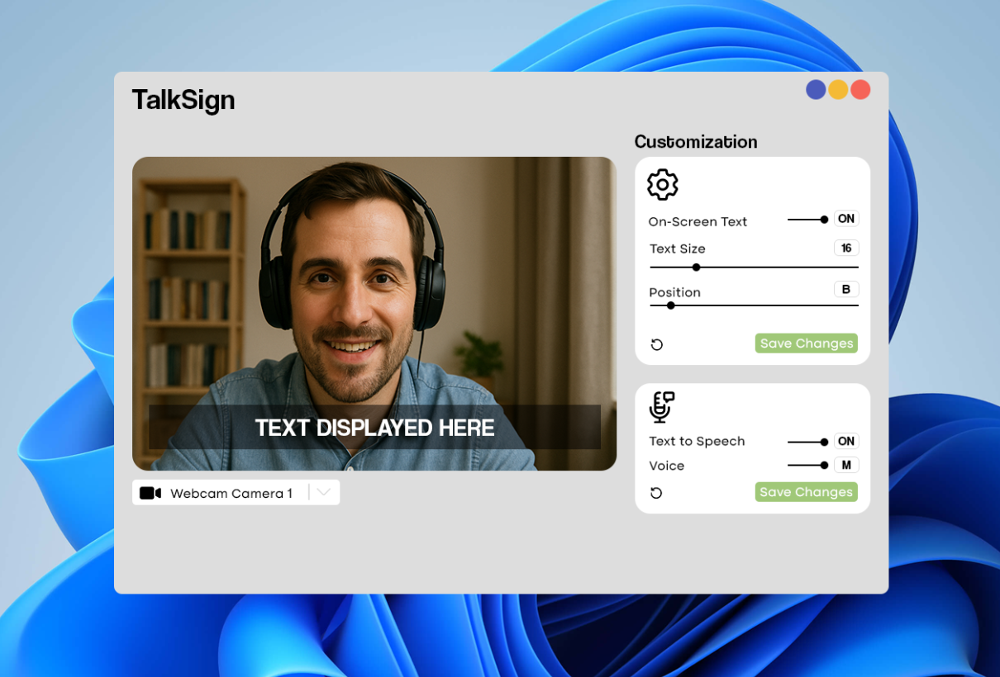 TalkSign
Customization
On-Screen Text ON
Text Size 16
Position B
Save Changes
TEXT DISPLAYED HERE
Text to Speech ON
Voice M
Save Changes
Webcam Camera 1